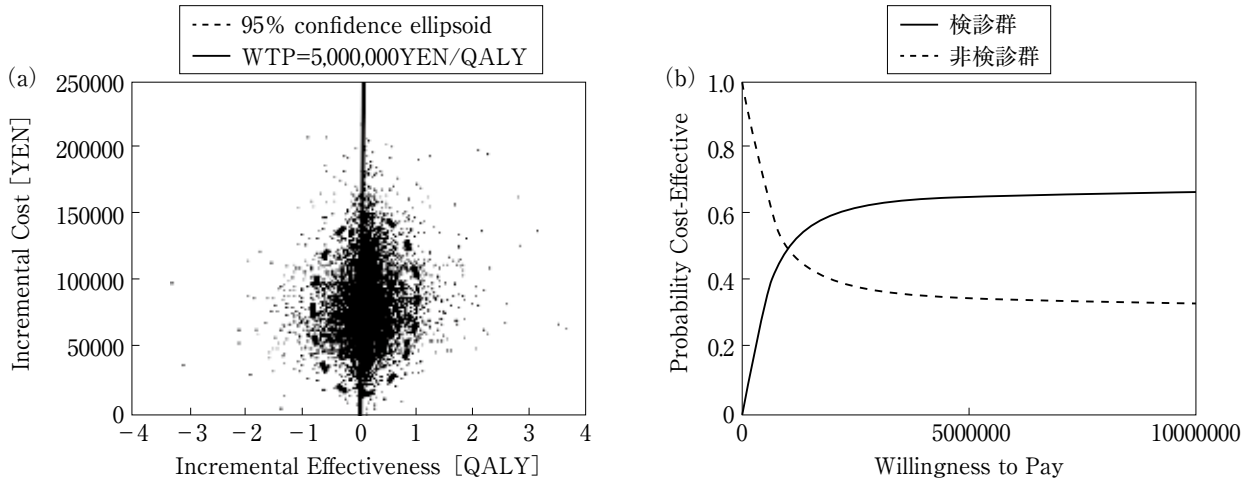 95% confidence ellipsoid
WTP=5,000,000YEN/QALY
(a)
Incremental Cost [YEN]
250000
200000
150000
100000
50000
0
−4 −3 −2 −1 0 1 2 3 4
Incremental Effectiveness [QALY]
検診群
非検診群
(b)
Probability Cost-Effective
1.0
0.8
0.6
0.4
0.2
0
0 5000000 10000000
Willingness to Pay